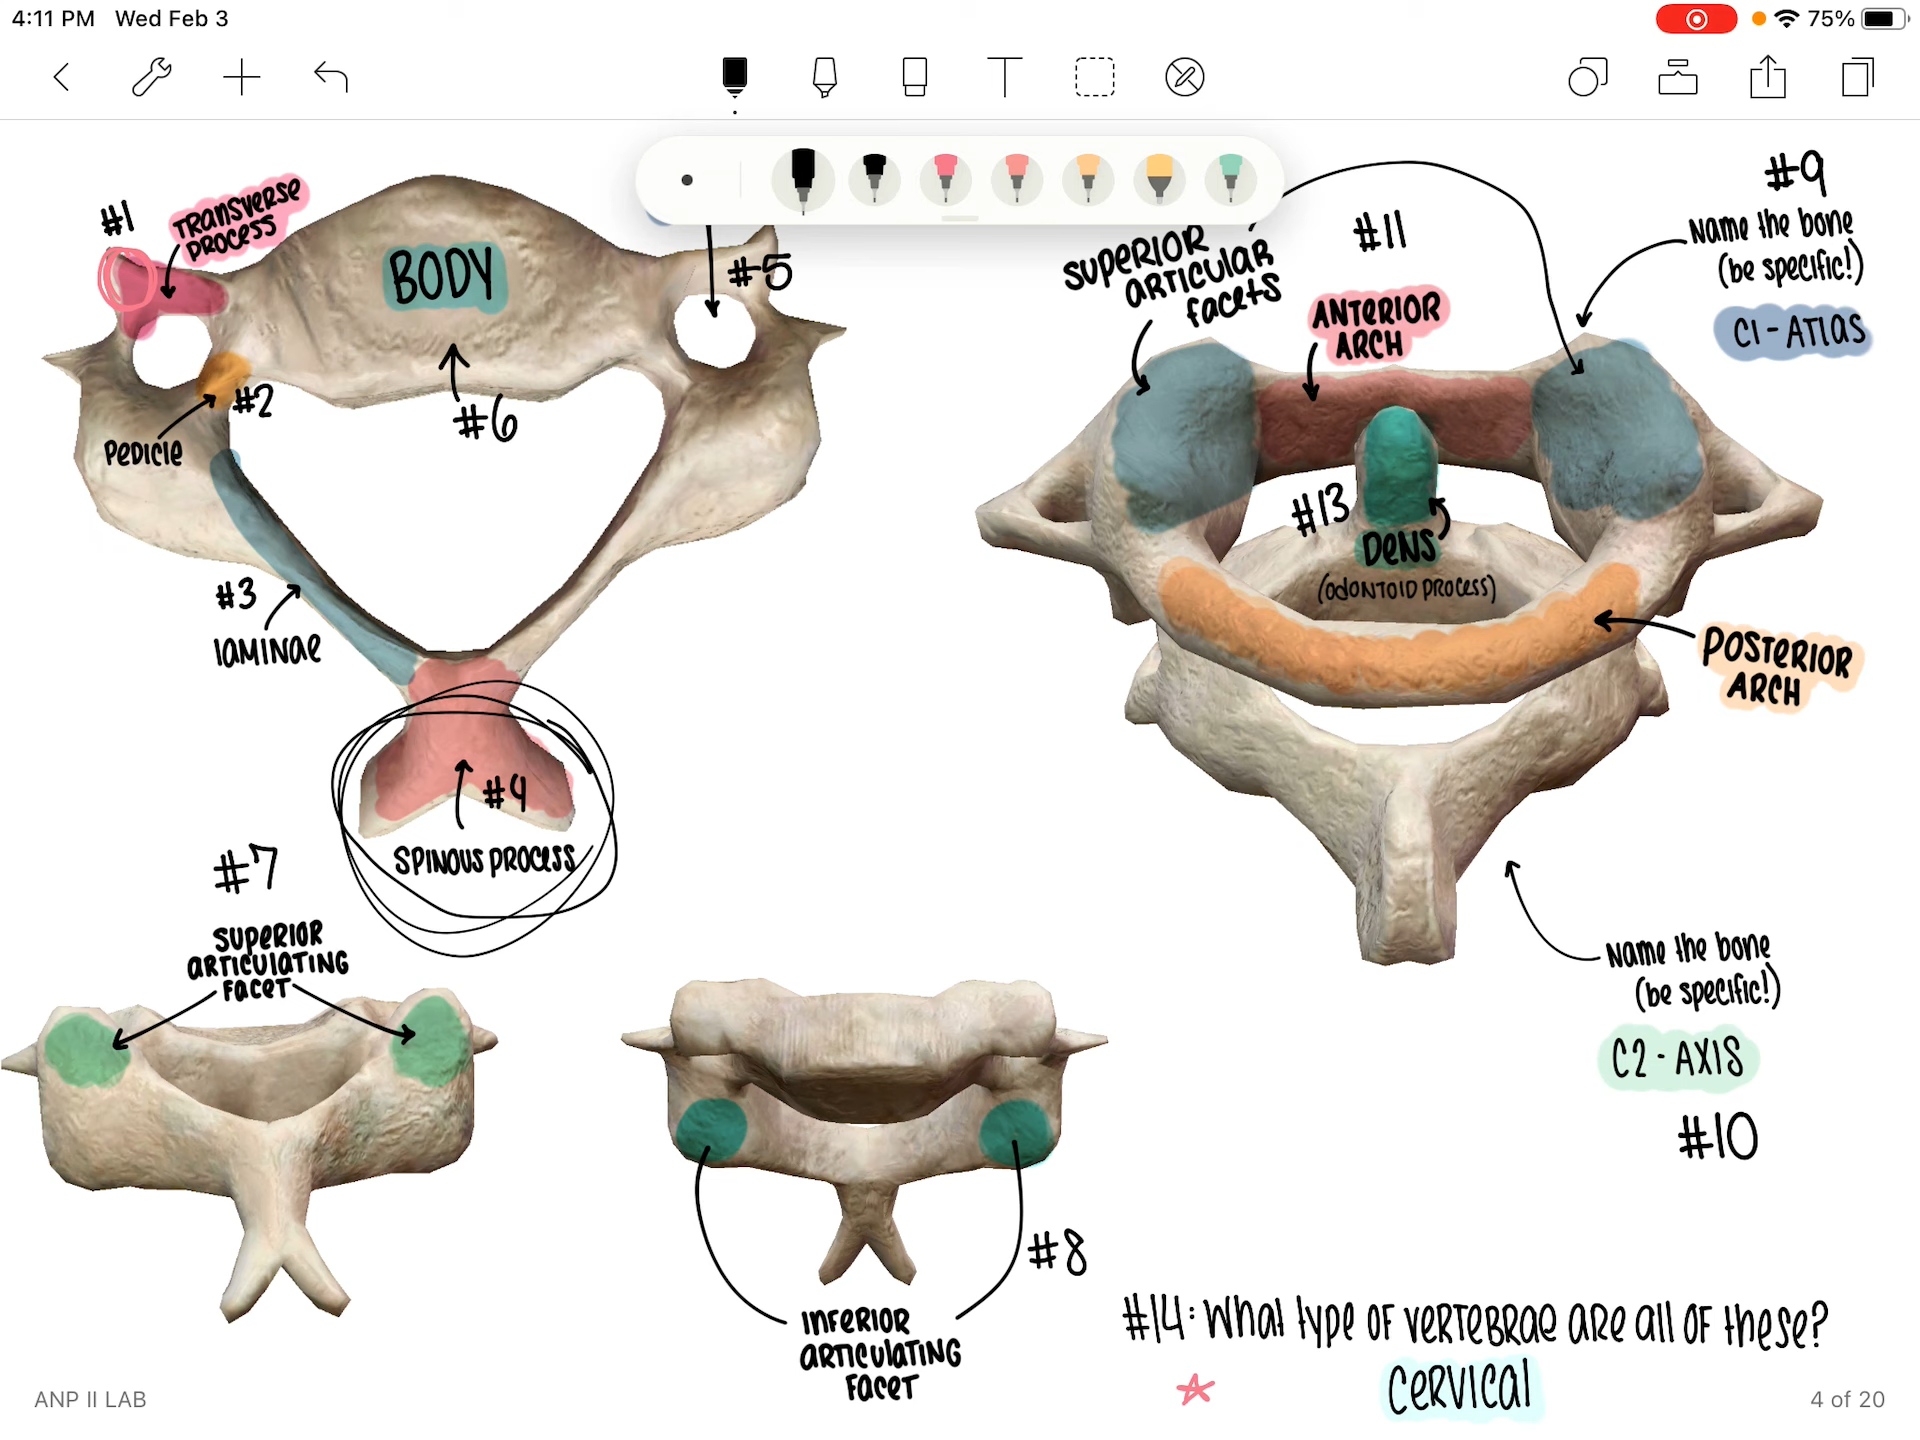 4:11 PM Wed Feb 3
75%
#1
TRANSVERSE
PROCESS
BODY
#5
#2
PEDICLE
#6
#3
LAMINAE
#4
SPINOUS PROCESS
#7
SUPERIOR
ARTICULATING
FACET
INFERIOR
ARTICULATING
FACET
#8
SUPERIOR
ARTICULAR
FACETS
#11
ANTERIOR
ARCH
#9
Name the bone
(be specific!)
C1-ATLAS
#13
DENS
(ODONTOID PROCESS)
POSTERIOR
ARCH
Name the bone
(be specific!)
C2-AXIS
#10
#14: What type of vertebrae are all of these?
CERVICAL
ANP II LAB
4 of 20